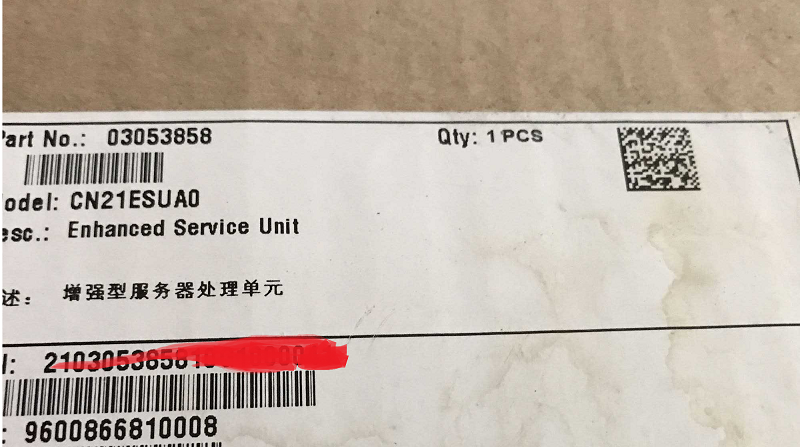 Part No.: 03053858 Qty: 1 PCS
odel: CN21ESUA0
esc.: Enhanced Service Unit
述: 增强型服务器处理单元
: 2103053858
: 9600866810008